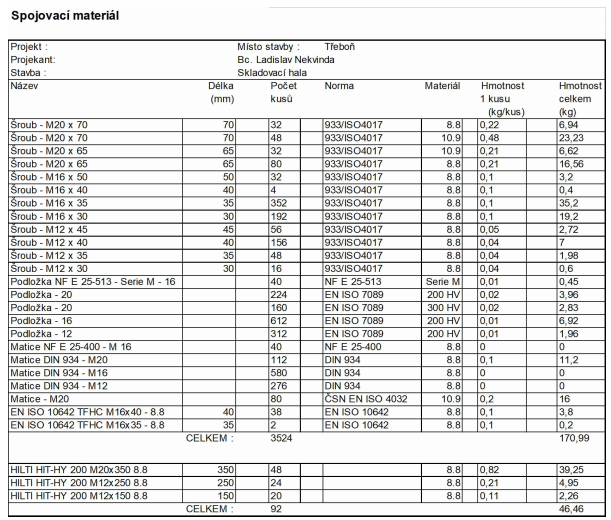 Spojovací materiál
Projekt : Místo stavby : Třeboň
Projekant: Bc. Ladislav Nekvinda
Stavba : Skladovací hala
Název Délka Počet Norma Materiál Hmotnost Hmotnost
(mm) kusů 1 kusu celkem
(kg/kus) (kg)
Šroub - M20 x 70 70 32 933/ISO4017 8.8 0,22 6,94
Šroub - M20 x 70 70 48 933/ISO4017 10.9 0,48 23,23
Šroub - M20 x 65 65 32 933/ISO4017 8.8 0,21 6,62
Šroub - M20 x 65 65 80 933/ISO4017 8.8 0,21 16,56
Šroub - M16 x 50 50 32 933/ISO4017 8.8 0,1 3,2
Šroub - M16 x 40 40 4 933/ISO4017 8.8 0,1 0,4
Šroub - M16 x 35 35 352 933/ISO4017 8.8 0,1 35,2
Šroub - M16 x 30 30 192 933/ISO4017 8.8 0,1 19,2
Šroub - M12 x 45 45 56 933/ISO4017 8.8 0,05 2,72
Šroub - M12 x 40 40 156 933/ISO4017 8.8 0,04 7
Šroub - M12 x 35 35 48 933/ISO4017 8.8 0,04 1,98
Šroub - M12 x 30 30 16 933/ISO4017 8.8 0,04 0,6
Podložka NF E 25-513 - Serie M - 16 40 NF E 25-513 Serie M 0,01 0,45
Podložka - 20 224 EN ISO 7089 200 HV 0,02 3,96
Podložka - 20 160 EN ISO 7089 300 HV 0,02 2,83
Podložka - 16 612 EN ISO 7089 200 HV 0,01 6,92
Podložka - 12 312 EN ISO 7089 200 HV 0,01 1,96
Matice NF E 25-400 - M 16 40 NF E 25-400 8.8 0 0
Matice DIN 934 - M20 112 DIN 934 8.8 0,1 11,2
Matice DIN 934 - M16 580 DIN 934 8.8 0 0
Matice DIN 934 - M12 276 DIN 934 8.8 0 0
Matice - M20 80 ČSN EN ISO 4032 10.9 0,2 16
EN ISO 10642 TFHC M16x40 - 8.8 40 38 EN ISO 10642 8.8 0,1 3,8
EN ISO 10642 TFHC M16x35 - 8.8 35 2 EN ISO 10642 8.8 0,1 0,2
CELKEM : 3524 170,99
HILTI HIT-HY 200 M20x350 8.8 350 48 8.8 0,82 39,25
HILTI HIT-HY 200 M12x250 8.8 250 24 8.8 0,21 4,95
HILTI HIT-HY 200 M12x150 8.8 150 20 8.8 0,11 2,26
CELKEM : 92 46,46